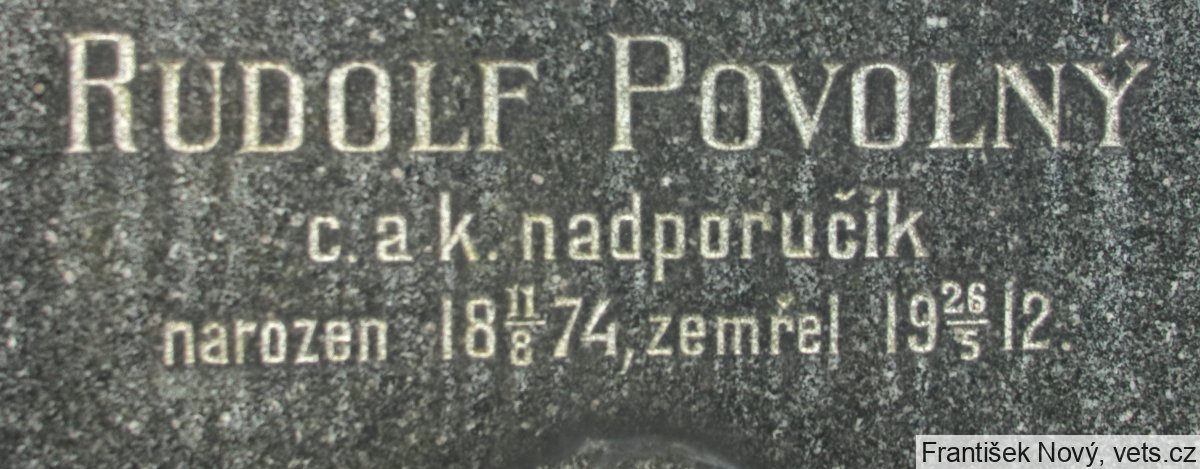 RUDOLF POVOLNÝ
c. a k. nadporučík
narozen 18 11/8 74, zemřel 19 26/5 12.
František Nový, vets.cz